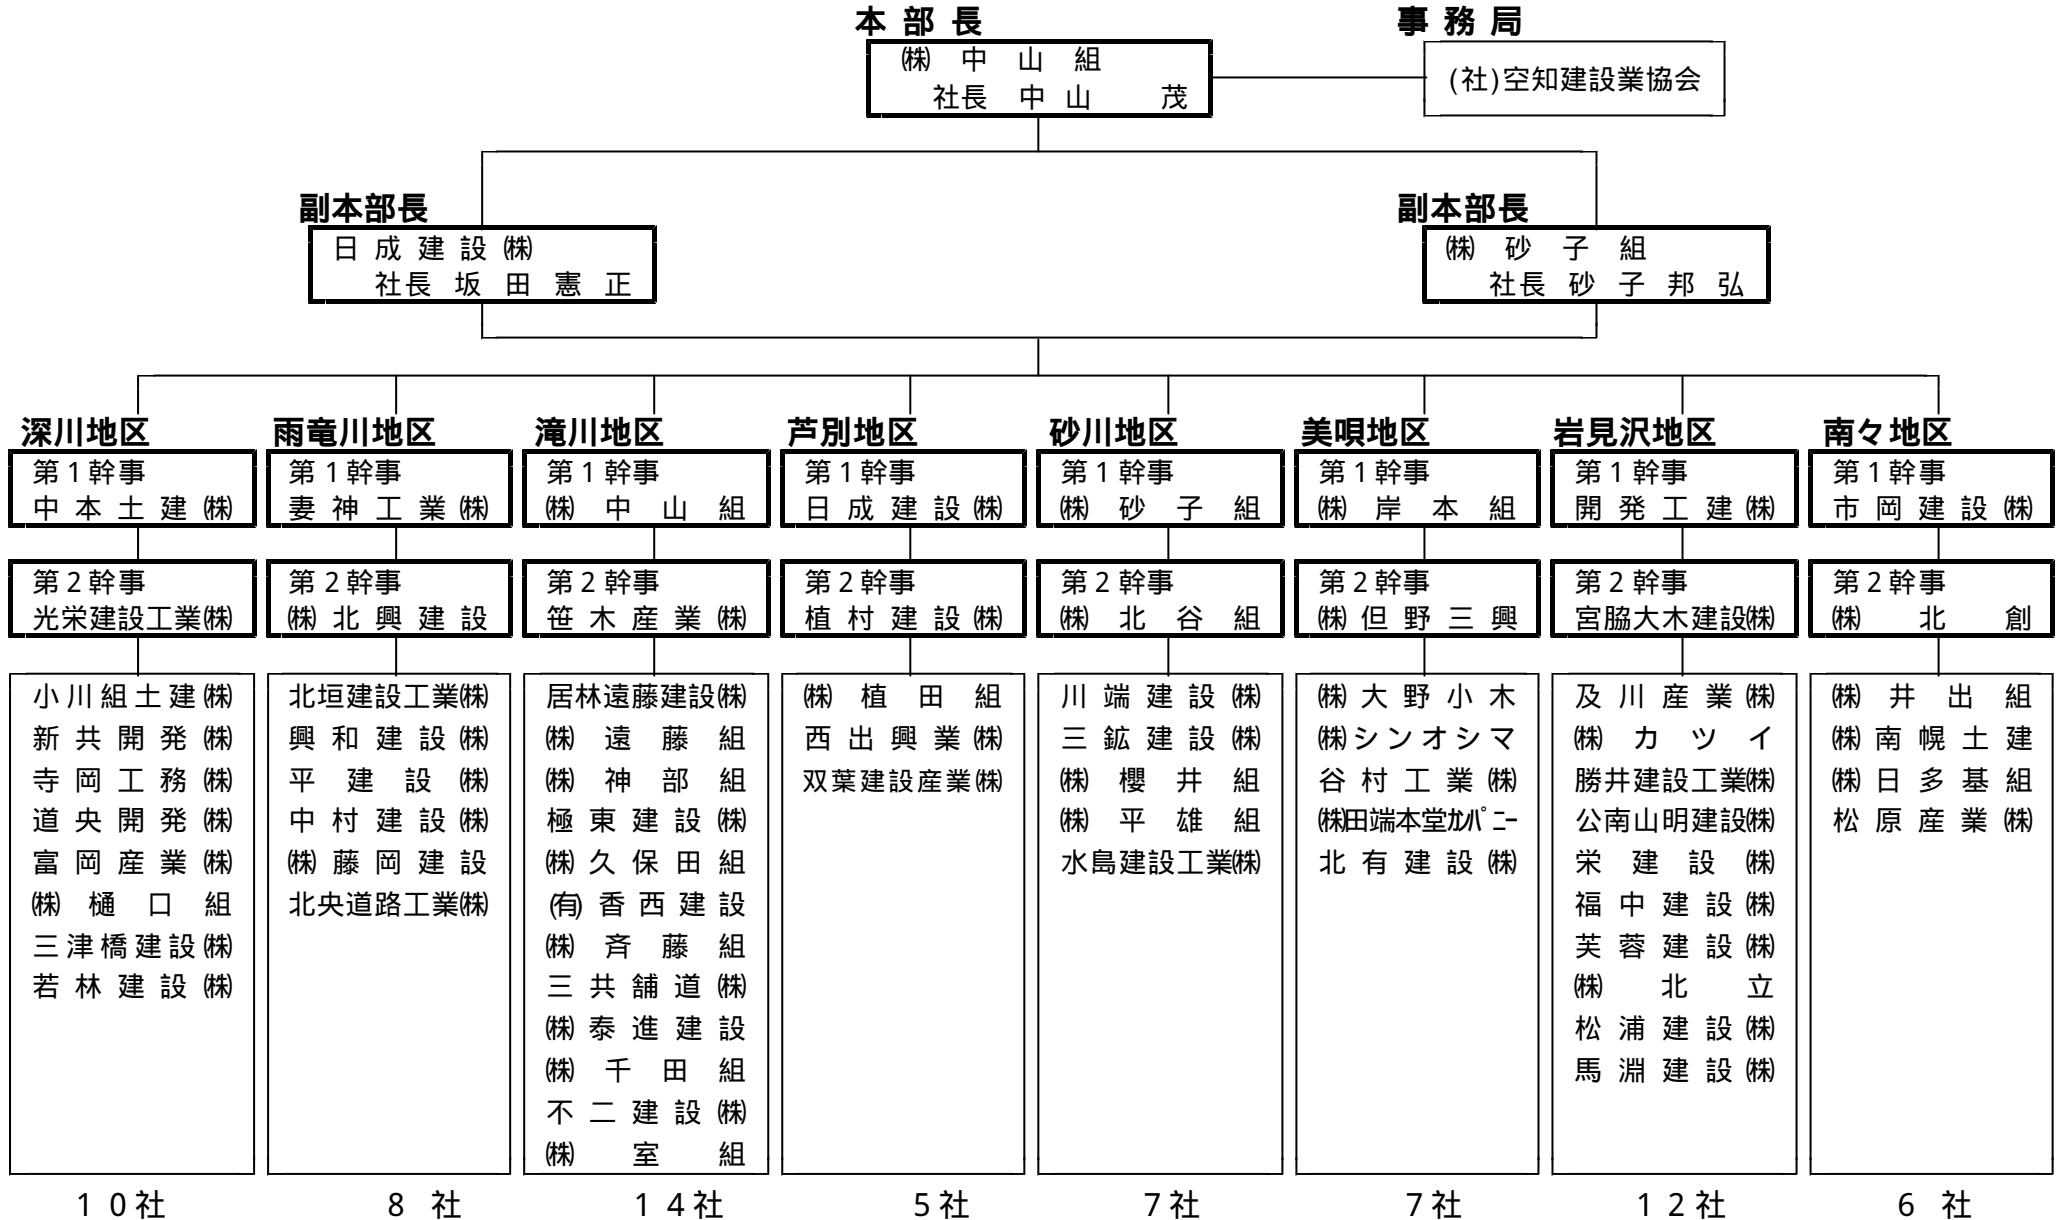 本部長
事務局
㈱ 中山組
社長 中山 茂
(社)空知建設業協会
副本部長
日成建設㈱
社長 坂田憲正
副本部長
㈱砂子組
社長 砂子邦弘
深川地区
第1幹事
中本土建㈱
第2幹事
光栄建設工業㈱
小川組土建㈱
新共開発㈱
寺岡工務㈱
道央開発㈱
富岡産業㈱
㈱樋口組
三津橋建設㈱
若林建設㈱
10社
雨竜川地区
第1幹事
妻神工業㈱
第2幹事
㈱北興建設
北垣建設工業㈱
興和建設㈱
平建設㈱
中村建設㈱
㈱藤岡建設
北央道路工業㈱
8社
滝川地区
第1幹事
㈱中山組
第2幹事
笹木産業㈱
居林遠藤建設㈱
㈱遠藤組
㈱神部組
極東建設㈱
㈱久保田組
㈲香西建設
㈱斉藤組
三共舗道㈱
㈱泰進建設
㈱千田組
不二建設㈱
㈱室組
14社
芦別地区
第1幹事
日成建設㈱
第2幹事
植村建設㈱
㈱植田組
西出興業㈱
双葉建設産業㈱
5社
砂川地区
第1幹事
㈱砂子組
第2幹事
㈱北谷組
川端建設㈱
三鉱建設㈱
㈱櫻井組
㈱平雄組
水島建設工業㈱
7社
美唄地区
第1幹事
㈱岸本組
第2幹事
㈱但野三興
㈱大野小木
㈱シンオシマ
谷村工業㈱
㈱田端本堂ｶﾝﾊﾟﾆｰ
北有建設㈱
7社
岩見沢地区
第1幹事
開発工建㈱
第2幹事
宮脇大木建設㈱
及川産業㈱
㈱カツイ
勝井建設工業㈱
公南山明建設㈱
栄建設㈱
福中建設㈱
芙蓉建設㈱
㈱北立
松浦建設㈱
馬淵建設㈱
12社
南々地区
第1幹事
市岡建設㈱
第2幹事
㈱北創
㈱井出組
㈱南幌土建
㈱日多基組
松原産業㈱
6社